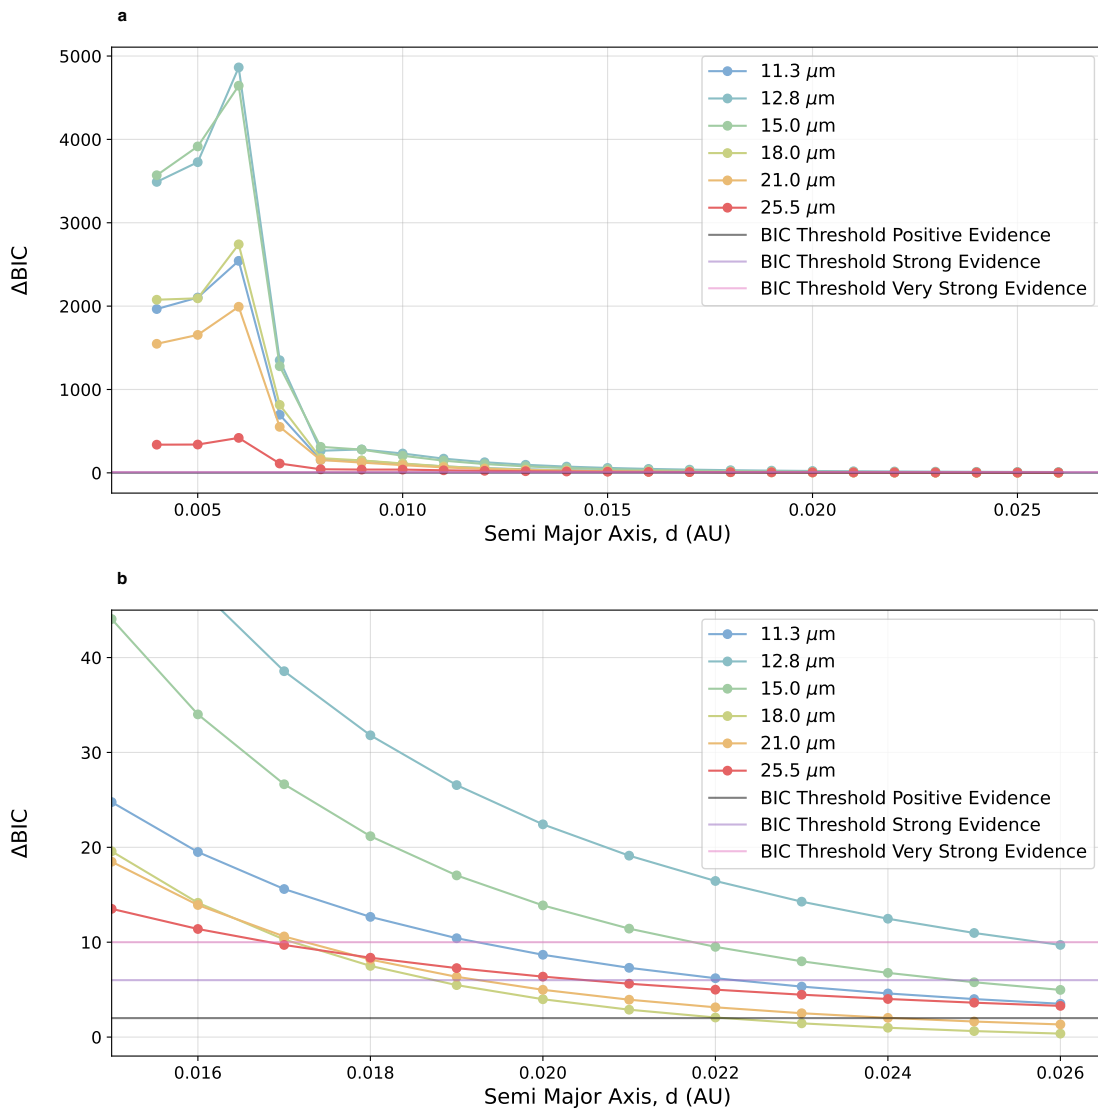 a
5000
4000
3000
2000
1000
0
ΔBIC
11.3 μm
12.8 μm
15.0 μm
18.0 μm
21.0 μm
25.5 μm
BIC Threshold Positive Evidence
BIC Threshold Strong Evidence
BIC Threshold Very Strong Evidence
0.005 0.010 0.015 0.020 0.025
Semi Major Axis, d (AU)
b
40
30
20
10
0
ΔBIC
11.3 μm
12.8 μm
15.0 μm
18.0 μm
21.0 μm
25.5 μm
BIC Threshold Positive Evidence
BIC Threshold Strong Evidence
BIC Threshold Very Strong Evidence
0.016 0.018 0.020 0.022 0.024 0.026
Semi Major Axis, d (AU)